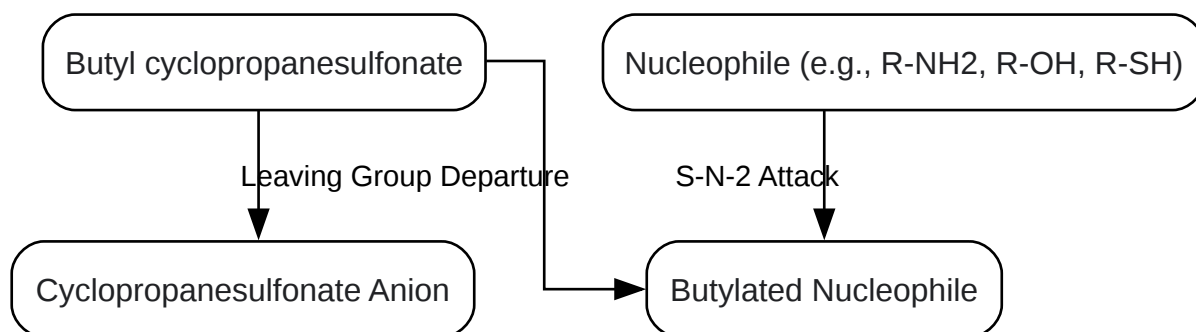 Butyl cyclopropanesulfonate
Nucleophile (e.g., R-NH2, R-OH, R-SH)
Leaving Group Departure
S-N-2 Attack
Cyclopropanesulfonate Anion
Butylated Nucleophile